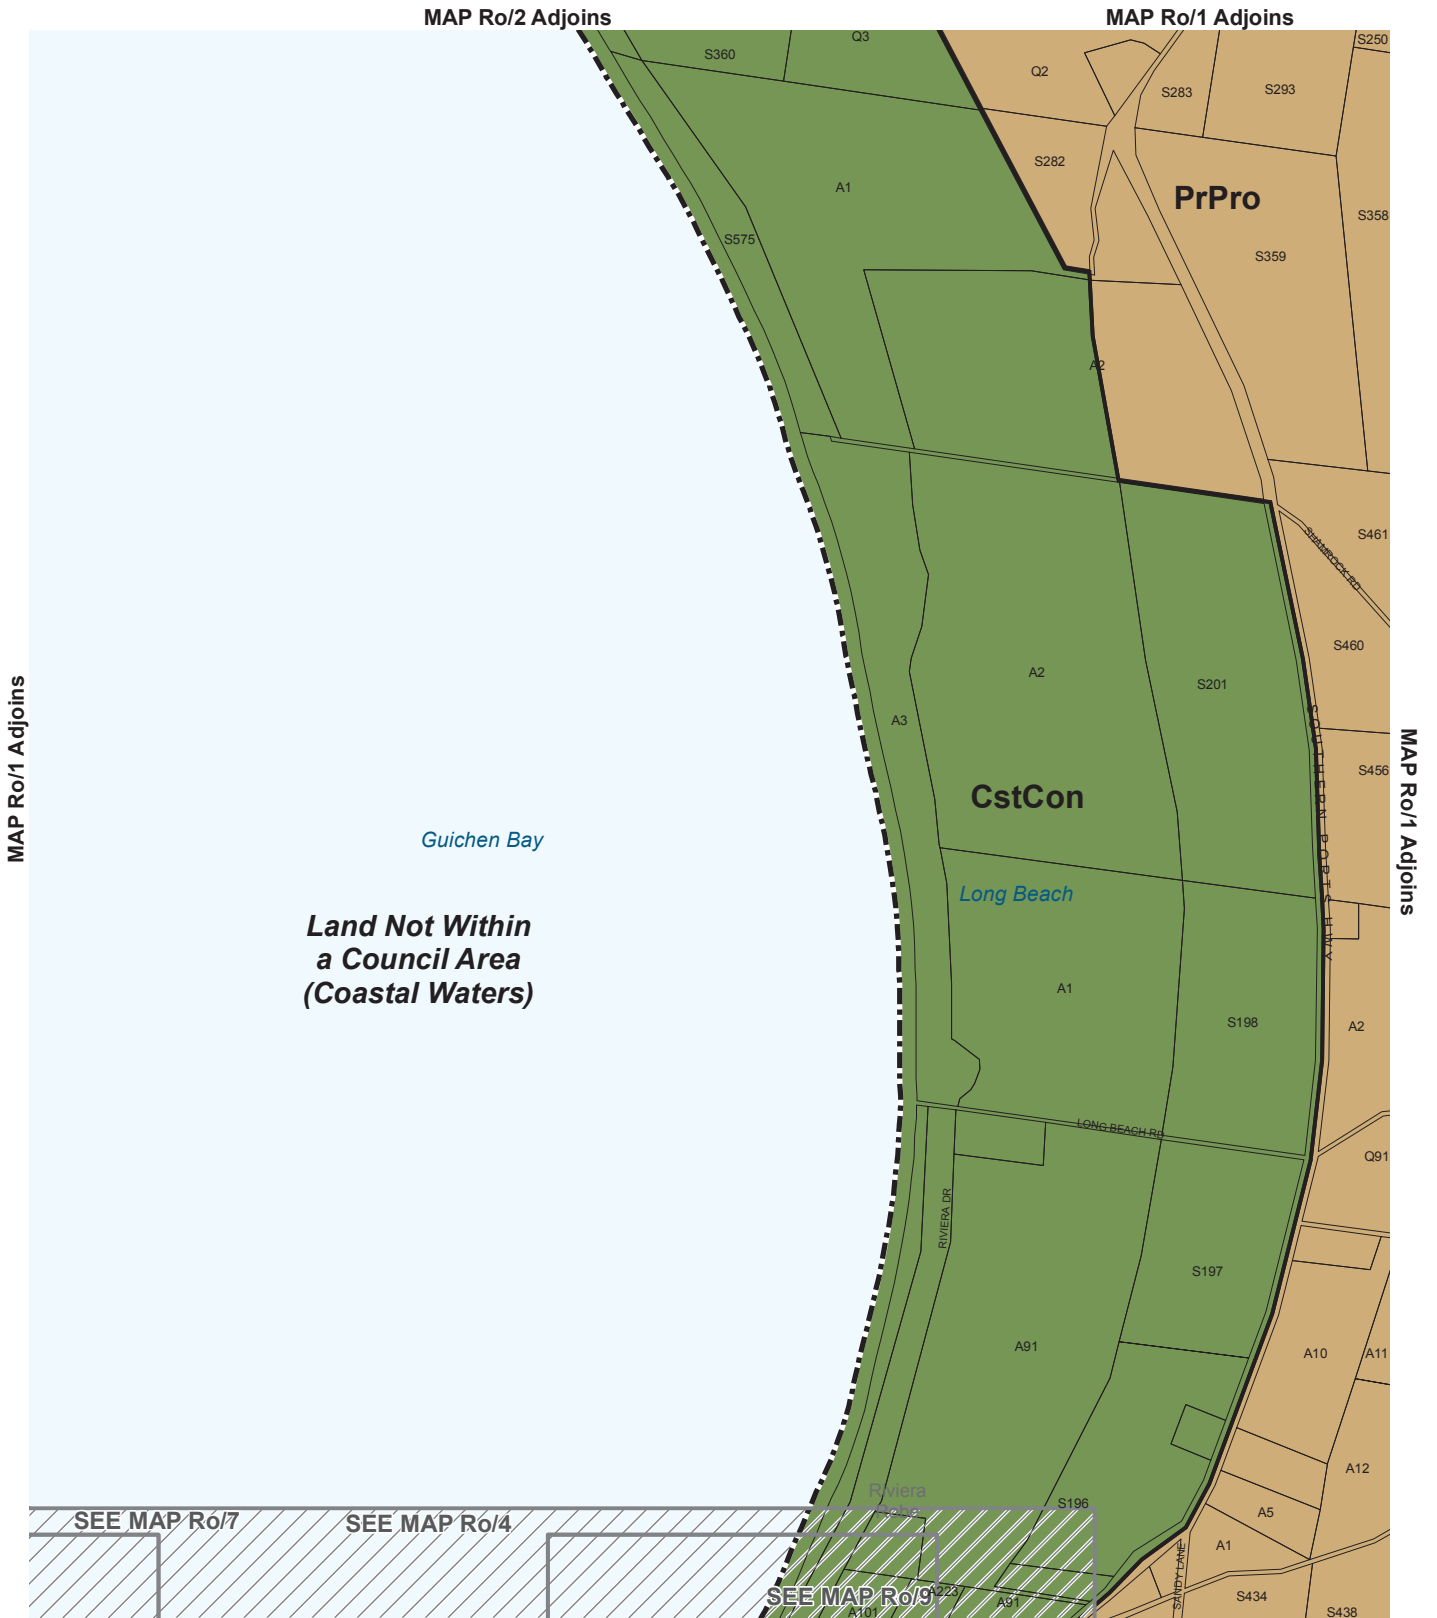 MAP Ro/2 Adjoins
MAP Ro/1 Adjoins
Q3
S250
S360
Q2
S283
S293
S282
A1
PrPro
S358
S575
S359
A2
S461
SHAMROCK RD
S460
A2
S201
MAP Ro/1 Adjoins
A3
SOUTHERN PORTS HWY
S456
MAP Ro/1 Adjoins
CstCon
Guichen Bay
Long Beach
Land Not Within
a Council Area
(Coastal Waters)
A1
S198
A2
LONG BEACH RD
Q91
RIVIERA DR
S197
A91
A10
A11
A12
Riviera
Robe
S196
A5
SEE MAP Ro/7
SEE MAP Ro/4
A1
SANDY LANE
SEE MAP Ro/9
A223
A91
S434
A101
S438